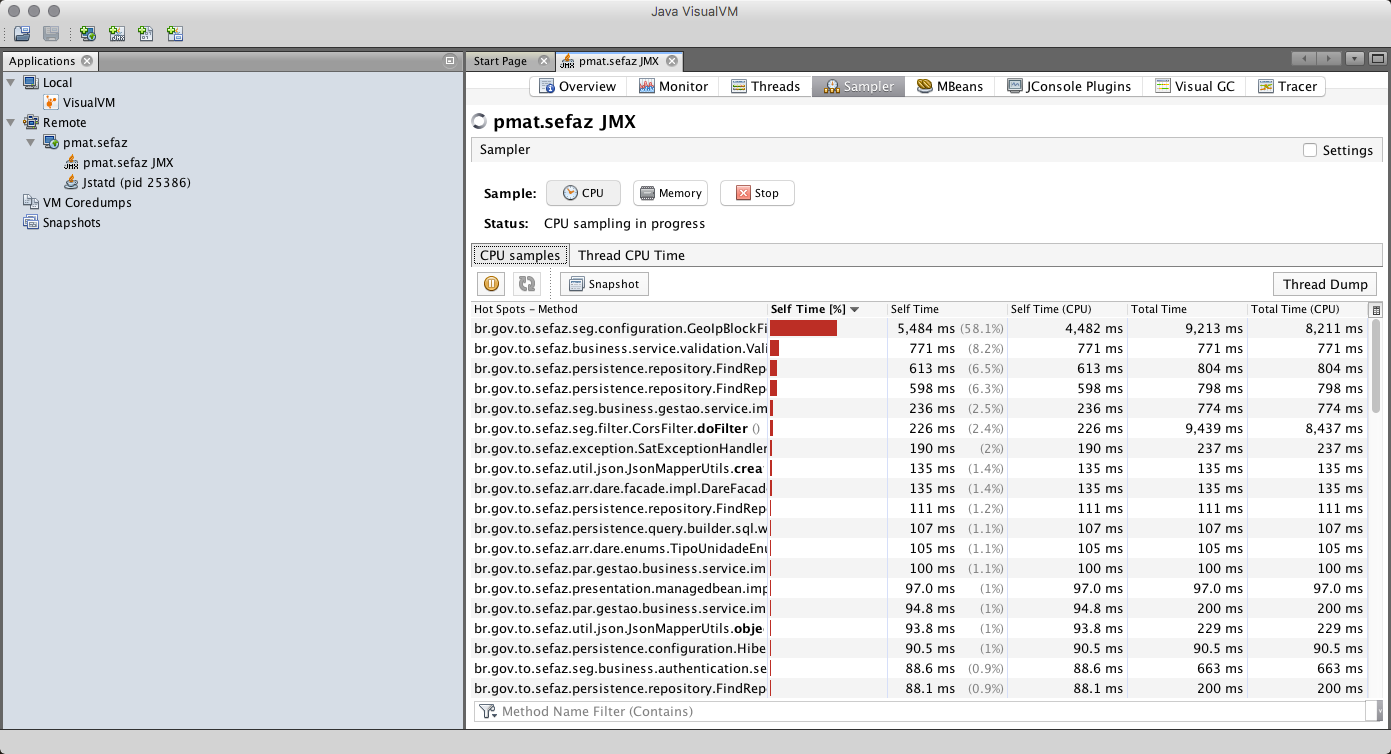 Java VisualVM
Applications
Start Page pmat.sefaz JMX
Local
VisualVM
Remote
pmat.sefaz
pmat.sefaz JMX
Jstatd (pid 25386)
VM Coredumps
Snapshots
Overview Monitor Threads Sampler MBeans JConsole Plugins Visual GC Tracer
pmat.sefaz JMX
Sampler Settings
Sample: CPU Memory Stop
Status: CPU sampling in progress
CPU samples Thread CPU Time
Snapshot Thread Dump
Hot Spots – Method Self Time [%] Self Time Self Time (CPU) Total Time Total Time (CPU)
br.gov.to.sefaz.seg.configuration.GeoIpBlockFi 5,484 ms (58.1%) 4,482 ms 9,213 ms 8,211 ms
br.gov.to.sefaz.business.service.validation.Vali 771 ms (8.2%) 771 ms 771 ms 771 ms
br.gov.to.sefaz.persistence.repository.FindRep 613 ms (6.5%) 613 ms 804 ms 804 ms
br.gov.to.sefaz.persistence.repository.FindRep 598 ms (6.3%) 598 ms 798 ms 798 ms
br.gov.to.sefaz.seg.business.gestao.service.im 236 ms (2.5%) 236 ms 774 ms 774 ms
br.gov.to.sefaz.seg.filter.CorsFilter.doFilter () 226 ms (2.4%) 226 ms 9,439 ms 8,437 ms
br.gov.to.sefaz.exception.SatExceptionHandler 190 ms (2%) 190 ms 237 ms 237 ms
br.gov.to.sefaz.util.json.JsonMapperUtils.crea 135 ms (1.4%) 135 ms 135 ms 135 ms
br.gov.to.sefaz.arr.dare.facade.impl.DareFacad 135 ms (1.4%) 135 ms 135 ms 135 ms
br.gov.to.sefaz.persistence.repository.FindRep 111 ms (1.2%) 111 ms 111 ms 111 ms
br.gov.to.sefaz.persistence.query.builder.sql.w 107 ms (1.1%) 107 ms 107 ms 107 ms
br.gov.to.sefaz.arr.dare.enums.TipoUnidadeEnu 105 ms (1.1%) 105 ms 105 ms 105 ms
br.gov.to.sefaz.par.gestao.business.service.im 100 ms (1.1%) 100 ms 100 ms 100 ms
br.gov.to.sefaz.presentation.managedbean.imp 97.0 ms (1%) 97.0 ms 97.0 ms 97.0 ms
br.gov.to.sefaz.par.gestao.business.service.im 94.8 ms (1%) 94.8 ms 200 ms 200 ms
br.gov.to.sefaz.util.json.JsonMapperUtils.obje 93.8 ms (1%) 93.8 ms 229 ms 229 ms
br.gov.to.sefaz.persistence.configuration.Hibe 90.5 ms (1%) 90.5 ms 90.5 ms 90.5 ms
br.gov.to.sefaz.seg.business.authentication.se 88.6 ms (0.9%) 88.6 ms 663 ms 663 ms
br.gov.to.sefaz.persistence.repository.FindRep 88.1 ms (0.9%) 88.1 ms 200 ms 200 ms
Method Name Filter (Contains)